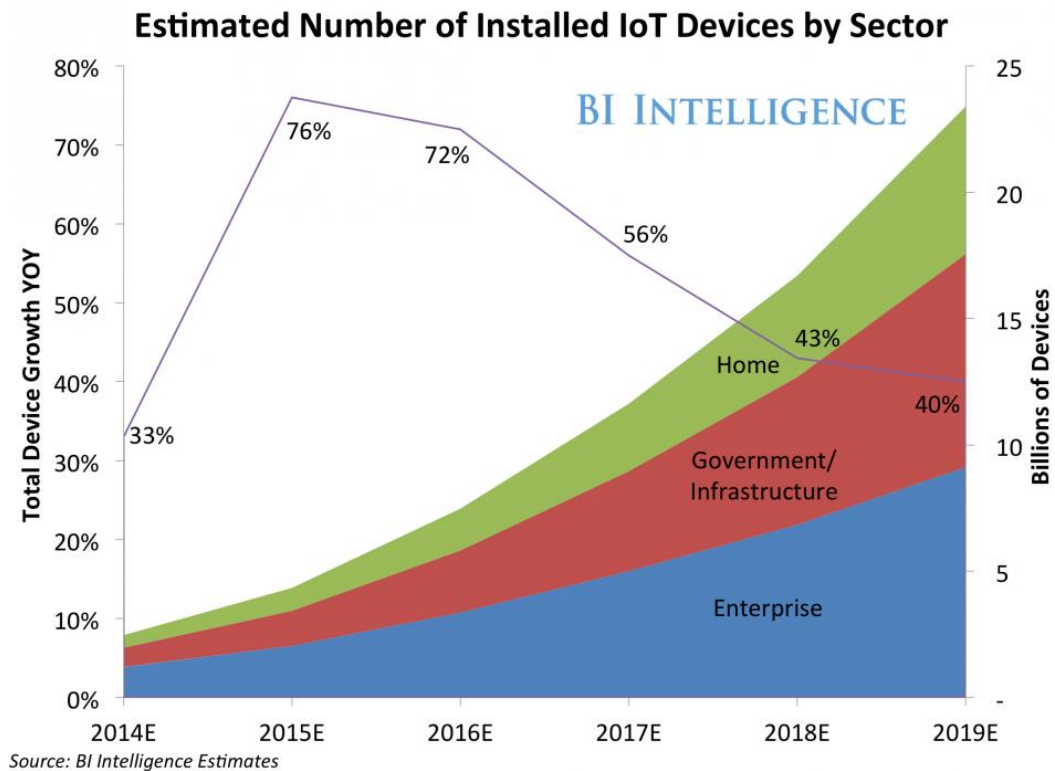 Estimated Number of Installed IoT Devices by Sector
BI INTELLIGENCE
Total Device Growth YOY
80%
70%
60%
50%
40%
30%
20%
10%
0%
76%
72%
56%
43%
40%
33%
Home
Government/
Infrastructure
Enterprise
25
20
15
10
5
-
Billions of Devices
2014E 2015E 2016E 2017E 2018E 2019E
Source: BI Intelligence Estimates